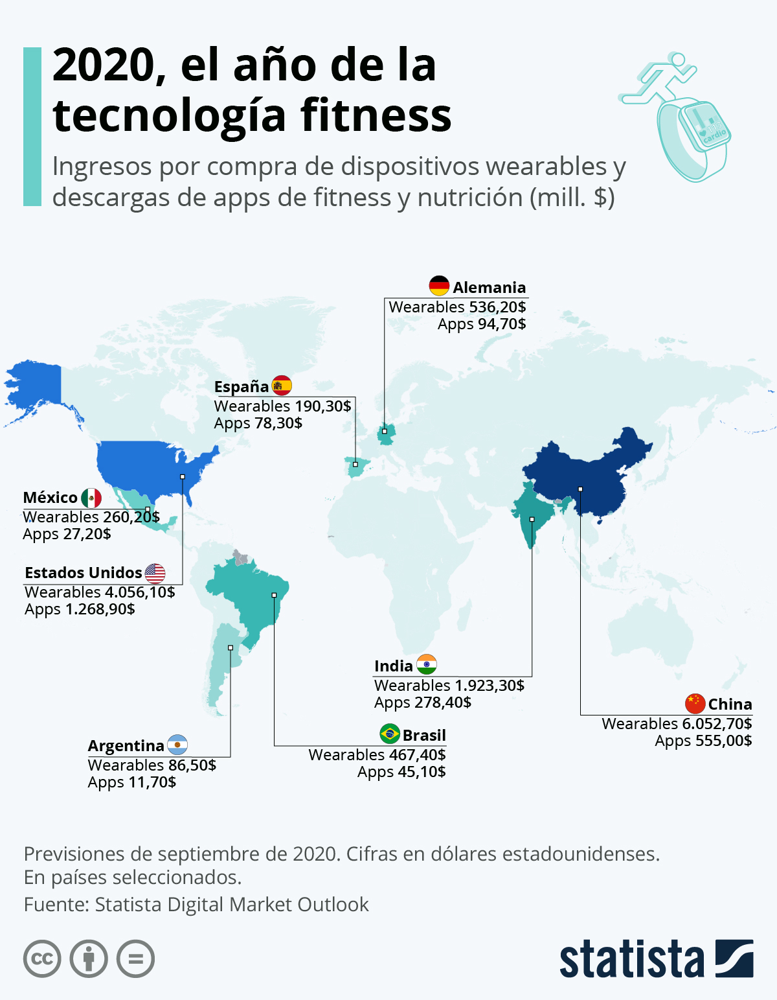 2020, el año de la
tecnología fitness
Ingresos por compra de dispositivos wearables y
descargas de apps de fitness y nutrición (mill. $)
cardio
Alemania
Wearables 536,20$
Apps 94,70$
España
Wearables 190,30$
Apps 78,30$
México
Wearables 260,20$
Apps 27,20$
Estados Unidos
Wearables 4.056,10$
Apps 1.268,90$
India
Wearables 1.923,30$
Apps 278,40$
China
Wearables 6.052,70$
Apps 555,00$
Argentina
Wearables 86,50$
Apps 11,70$
Brasil
Wearables 467,40$
Apps 45,10$
Previsiones de septiembre de 2020. Cifras en dólares estadounidenses.
En países seleccionados.
Fuente: Statista Digital Market Outlook
cc
statista